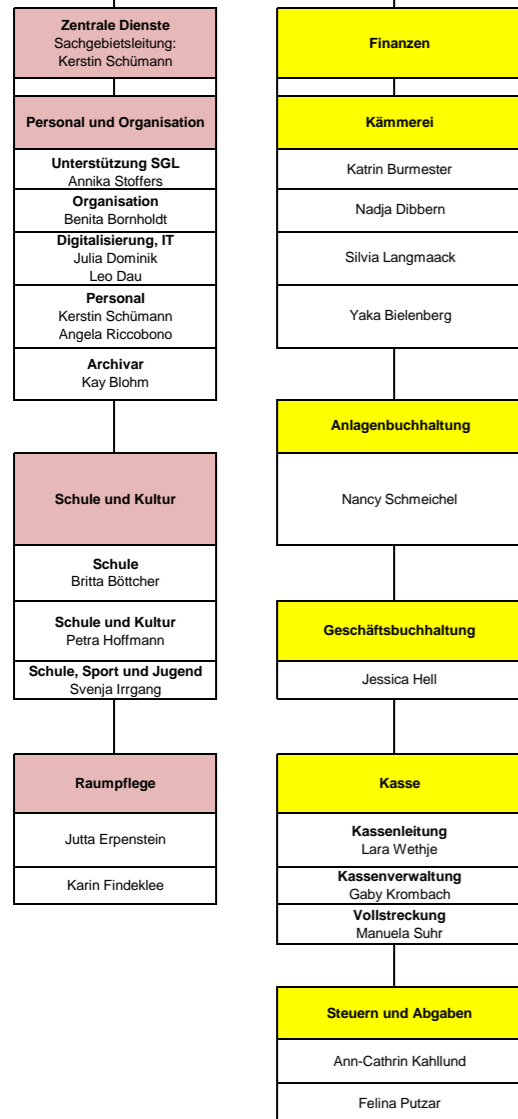 Zentrale Dienste
Sachgebietsleitung:
Kerstin Schümann
Personal und Organisation
Unterstützung SGL
Annika Stoffers
Organisation
Benita Bornholdt
Digitalisierung, IT
Julia Dominik
Leo Dau
Personal
Kerstin Schümann
Angela Riccobono
Archivar
Kay Blohm
Schule und Kultur
Schule
Britta Böttcher
Schule und Kultur
Petra Hoffmann
Schule, Sport und Jugend
Svenja Irrgang
Raumpflege
Jutta Erpenstein
Karin Findeklee
Finanzen
Kämmerei
Katrin Burmester
Nadja Dibbern
Silvia Langmaack
Yaka Bielenberg
Anlagenbuchhaltung
Nancy Schmeichel
Geschäftsbuchhaltung
Jessica Hell
Kasse
Kassenleitung
Lara Wethje
Kassenverwaltung
Gaby Krombach
Vollstreckung
Manuela Suhr
Steuern und Abgaben
Ann-Cathrin Kahllund
Felina Putzar